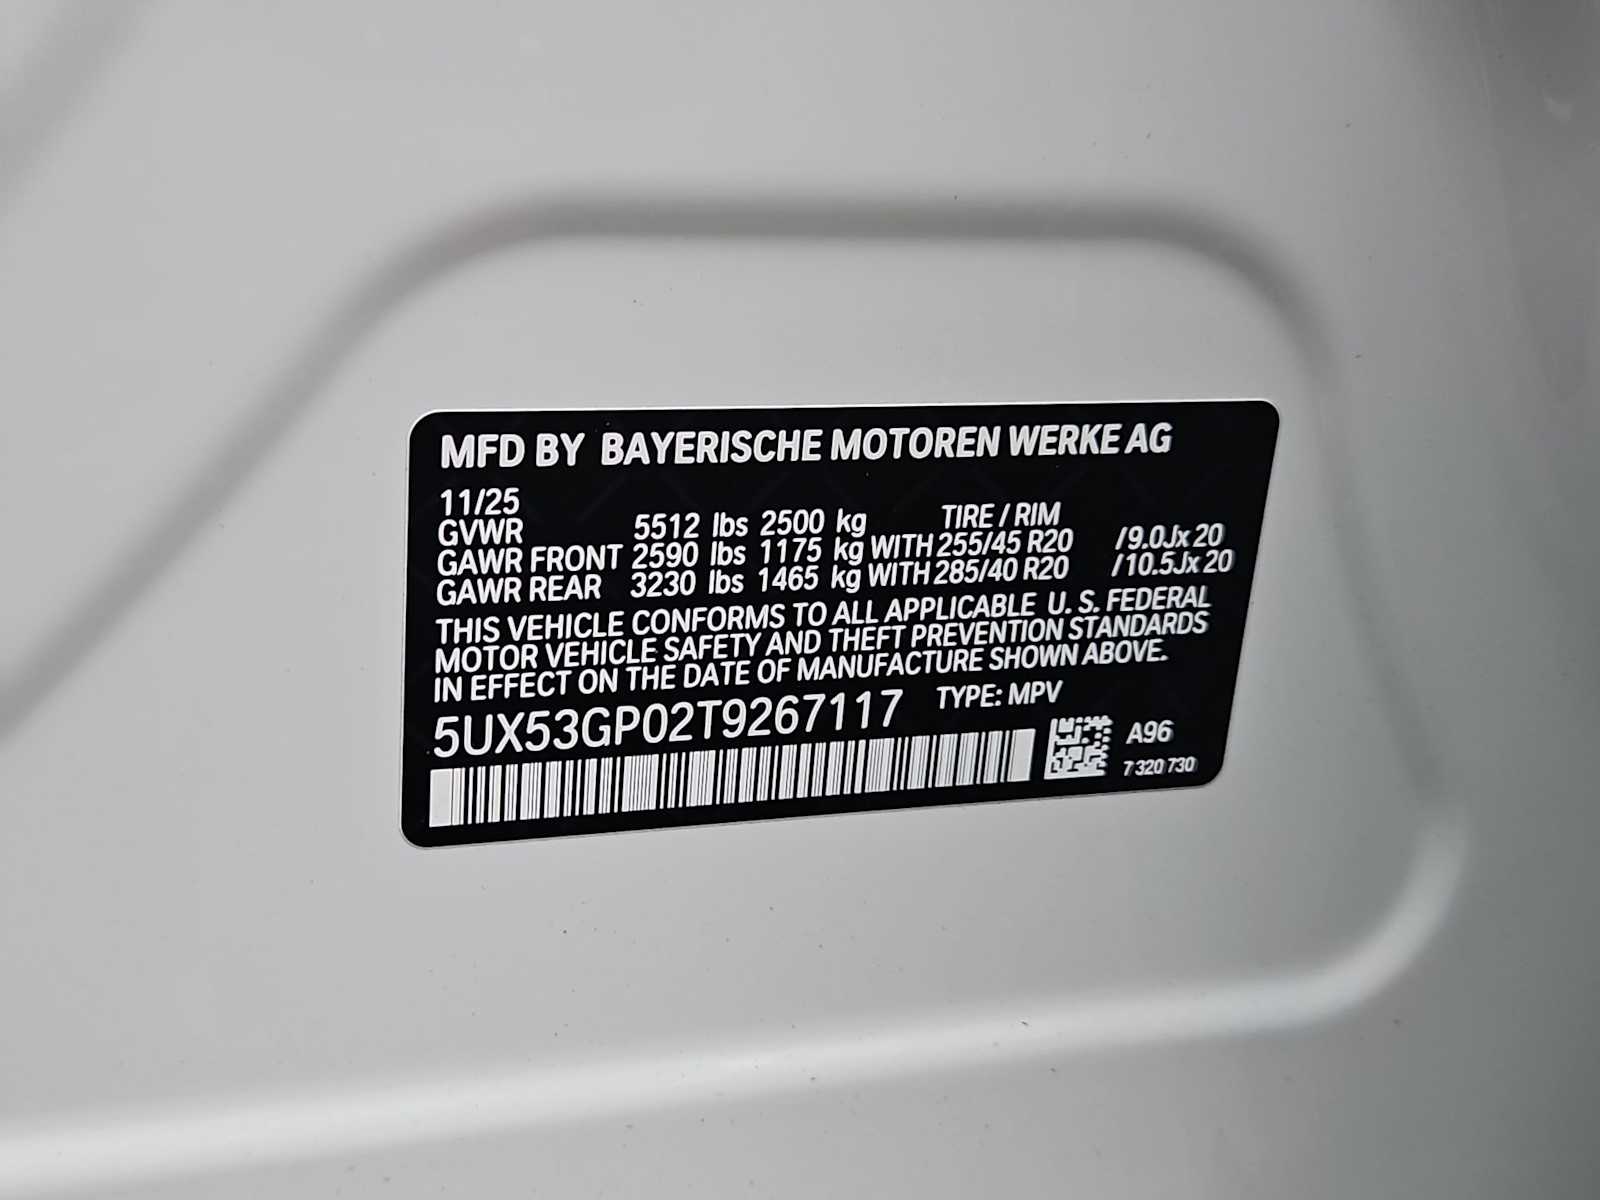 MFD BY BAYERISCHE MOTOREN WERKE AG
11/25
GVWR 5512 lbs 2500 kg TIRE / RIM
GAWR FRONT 2590 lbs 1175 kg WITH 255/45 R20 /9.0Jx20
GAWR REAR 3230 lbs 1465 kg WITH 285/40 R20 /10.5Jx20
THIS VEHICLE CONFORMS TO ALL APPLICABLE U. S. FEDERAL
MOTOR VEHICLE SAFETY AND THEFT PREVENTION STANDARDS
IN EFFECT ON THE DATE OF MANUFACTURE SHOWN ABOVE.
5UX53GP02T9267117 TYPE: MPV
A96
7 320 730